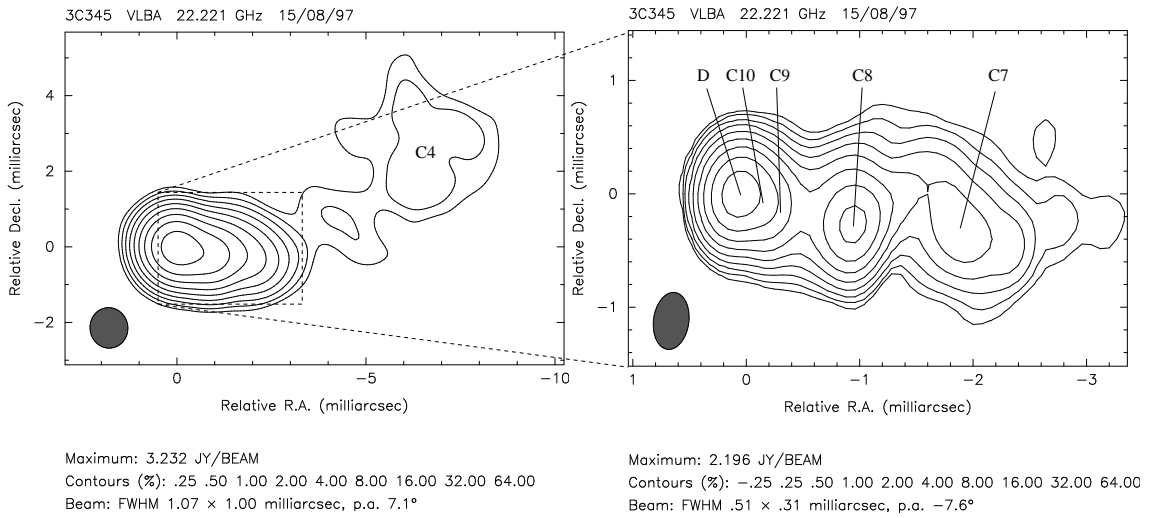 3C345 VLBA 22.221 GHz 15/08/97
Relative Decl. (milliarcsec)
4
2
0
−2
C4
0
−5
−10
Relative R.A. (milliarcsec)
Maximum: 3.232 JY/BEAM
Contours (%): .25 .50 1.00 2.00 4.00 8.00 16.00 32.00 64.00
Beam: FWHM 1.07 × 1.00 milliarcsec, p.a. 7.1°
3C345 VLBA 22.221 GHz 15/08/97
Relative Decl. (milliarcsec)
D C10 C9 C8 C7
1
0
−1
1
0
−1
−2
−3
Relative R.A. (milliarcsec)
Maximum: 2.196 JY/BEAM
Contours (%): −.25 .25 .50 1.00 2.00 4.00 8.00 16.00 32.00 64.00
Beam: FWHM .51 × .31 milliarcsec, p.a. −7.6°